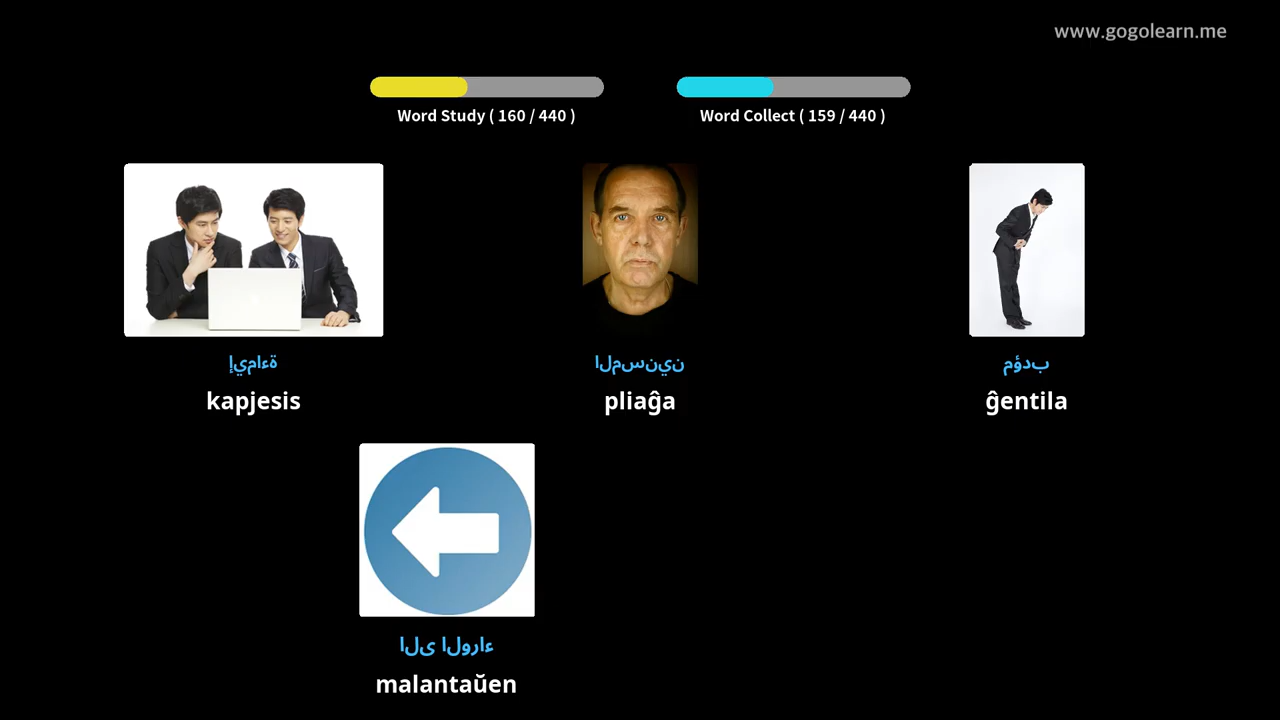 www.gogolearn.me
Word Study ( 160 / 440 )
Word Collect ( 159 / 440 )
إيماءة
kapjesis
المسنين
pliaĝa
مؤدب
ĝentila
الى الوراء
malantaŭen